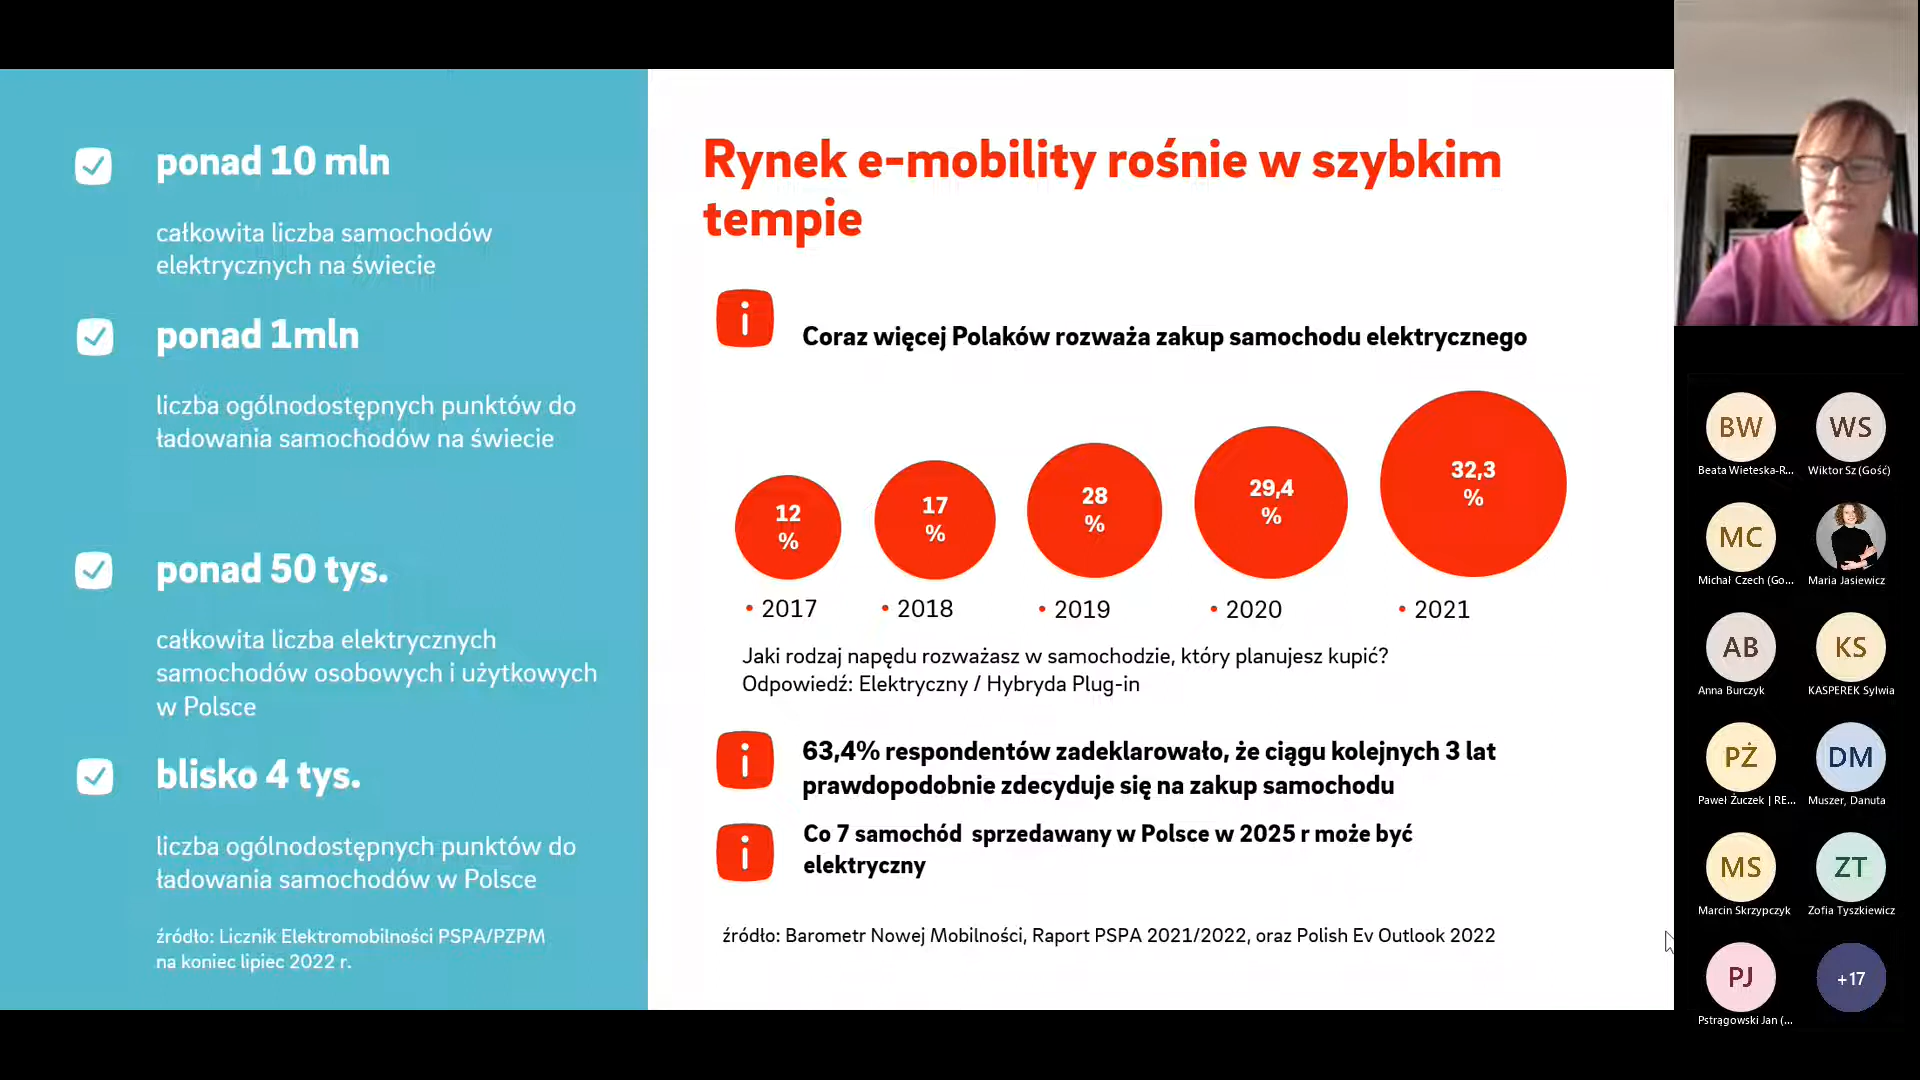 ponad 10 mln
całkowita liczba samochodów
elektrycznych na świecie
ponad 1mln
liczba ogólnodostępnych punktów do
ładowania samochodów na świecie
ponad 50 tys.
całkowita liczba elektrycznych
samochodów osobowych i użytkowych
w Polsce
blisko 4 tys.
liczba ogólnodostępnych punktów do
ładowania samochodów w Polsce
źródło: Licznik Elektromobilności PSPA/PZPM
na koniec lipiec 2022 r.
Rynek e-mobility rośnie w szybkim
tempie
Coraz więcej Polaków rozważa zakup samochodu elektrycznego
12
%
17
%
28
%
29,4
%
32,3
%
• 2017
• 2018
• 2019
• 2020
• 2021
Jaki rodzaj napędu rozważasz w samochodzie, który planujesz kupić?
Odpowiedź: Elektryczny / Hybryda Plug-in
63,4% respondentów zadeklarowało, że ciągu kolejnych 3 lat
prawdopodobnie zdecyduje się na zakup samochodu
Co 7 samochód  sprzedawany w Polsce w 2025 r może być
elektryczny
źródło: Barometr Nowej Mobilności, Raport PSPA 2021/2022, oraz Polish Ev Outlook 2022
BW
Beata Wieteska-R...
WS
Wiktor Sz (Gość)
MC
Michał Czech (Go...
Maria Jasiewicz
AB
Anna Burczyk
KS
KASPEREK Sylwia
PŻ
Paweł Żuczek | RE...
DM
Muszer, Danuta
MS
Marcin Skrzypczyk
ZT
Zofia Tyszkiewicz
PJ
Pstrągowski Jan (...
+17